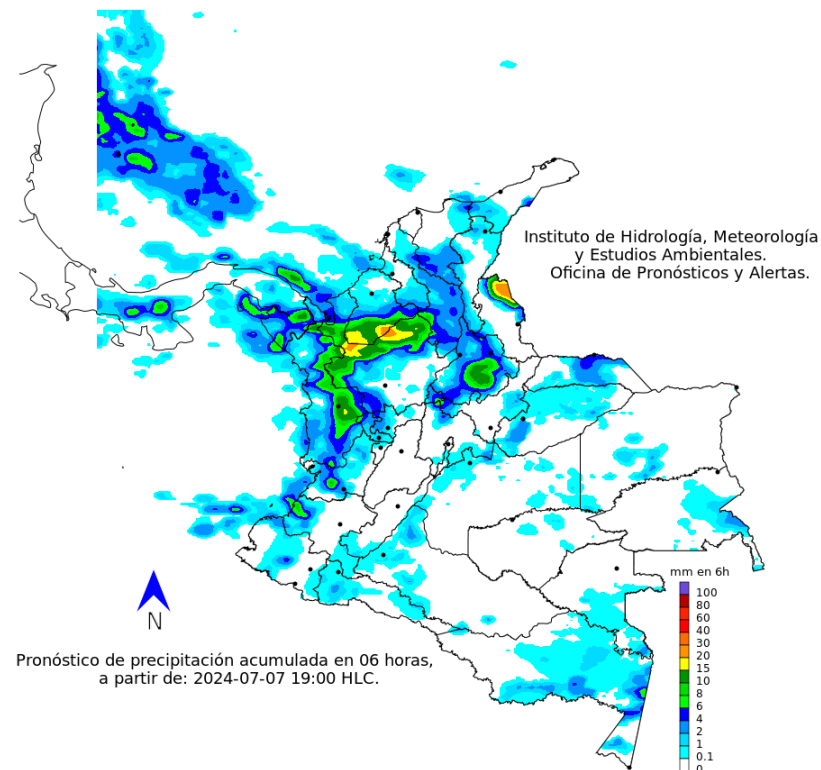 Instituto de Hidrología, Meteorología
y Estudios Ambientales.
Oficina de Pronósticos y Alertas.
mm en 6h
100
80
60
40
30
20
15
10
8
6
4
2
1
0.1
0
N
Pronóstico de precipitación acumulada en 06 horas,
a partir de: 2024-07-07 19:00 HLC.